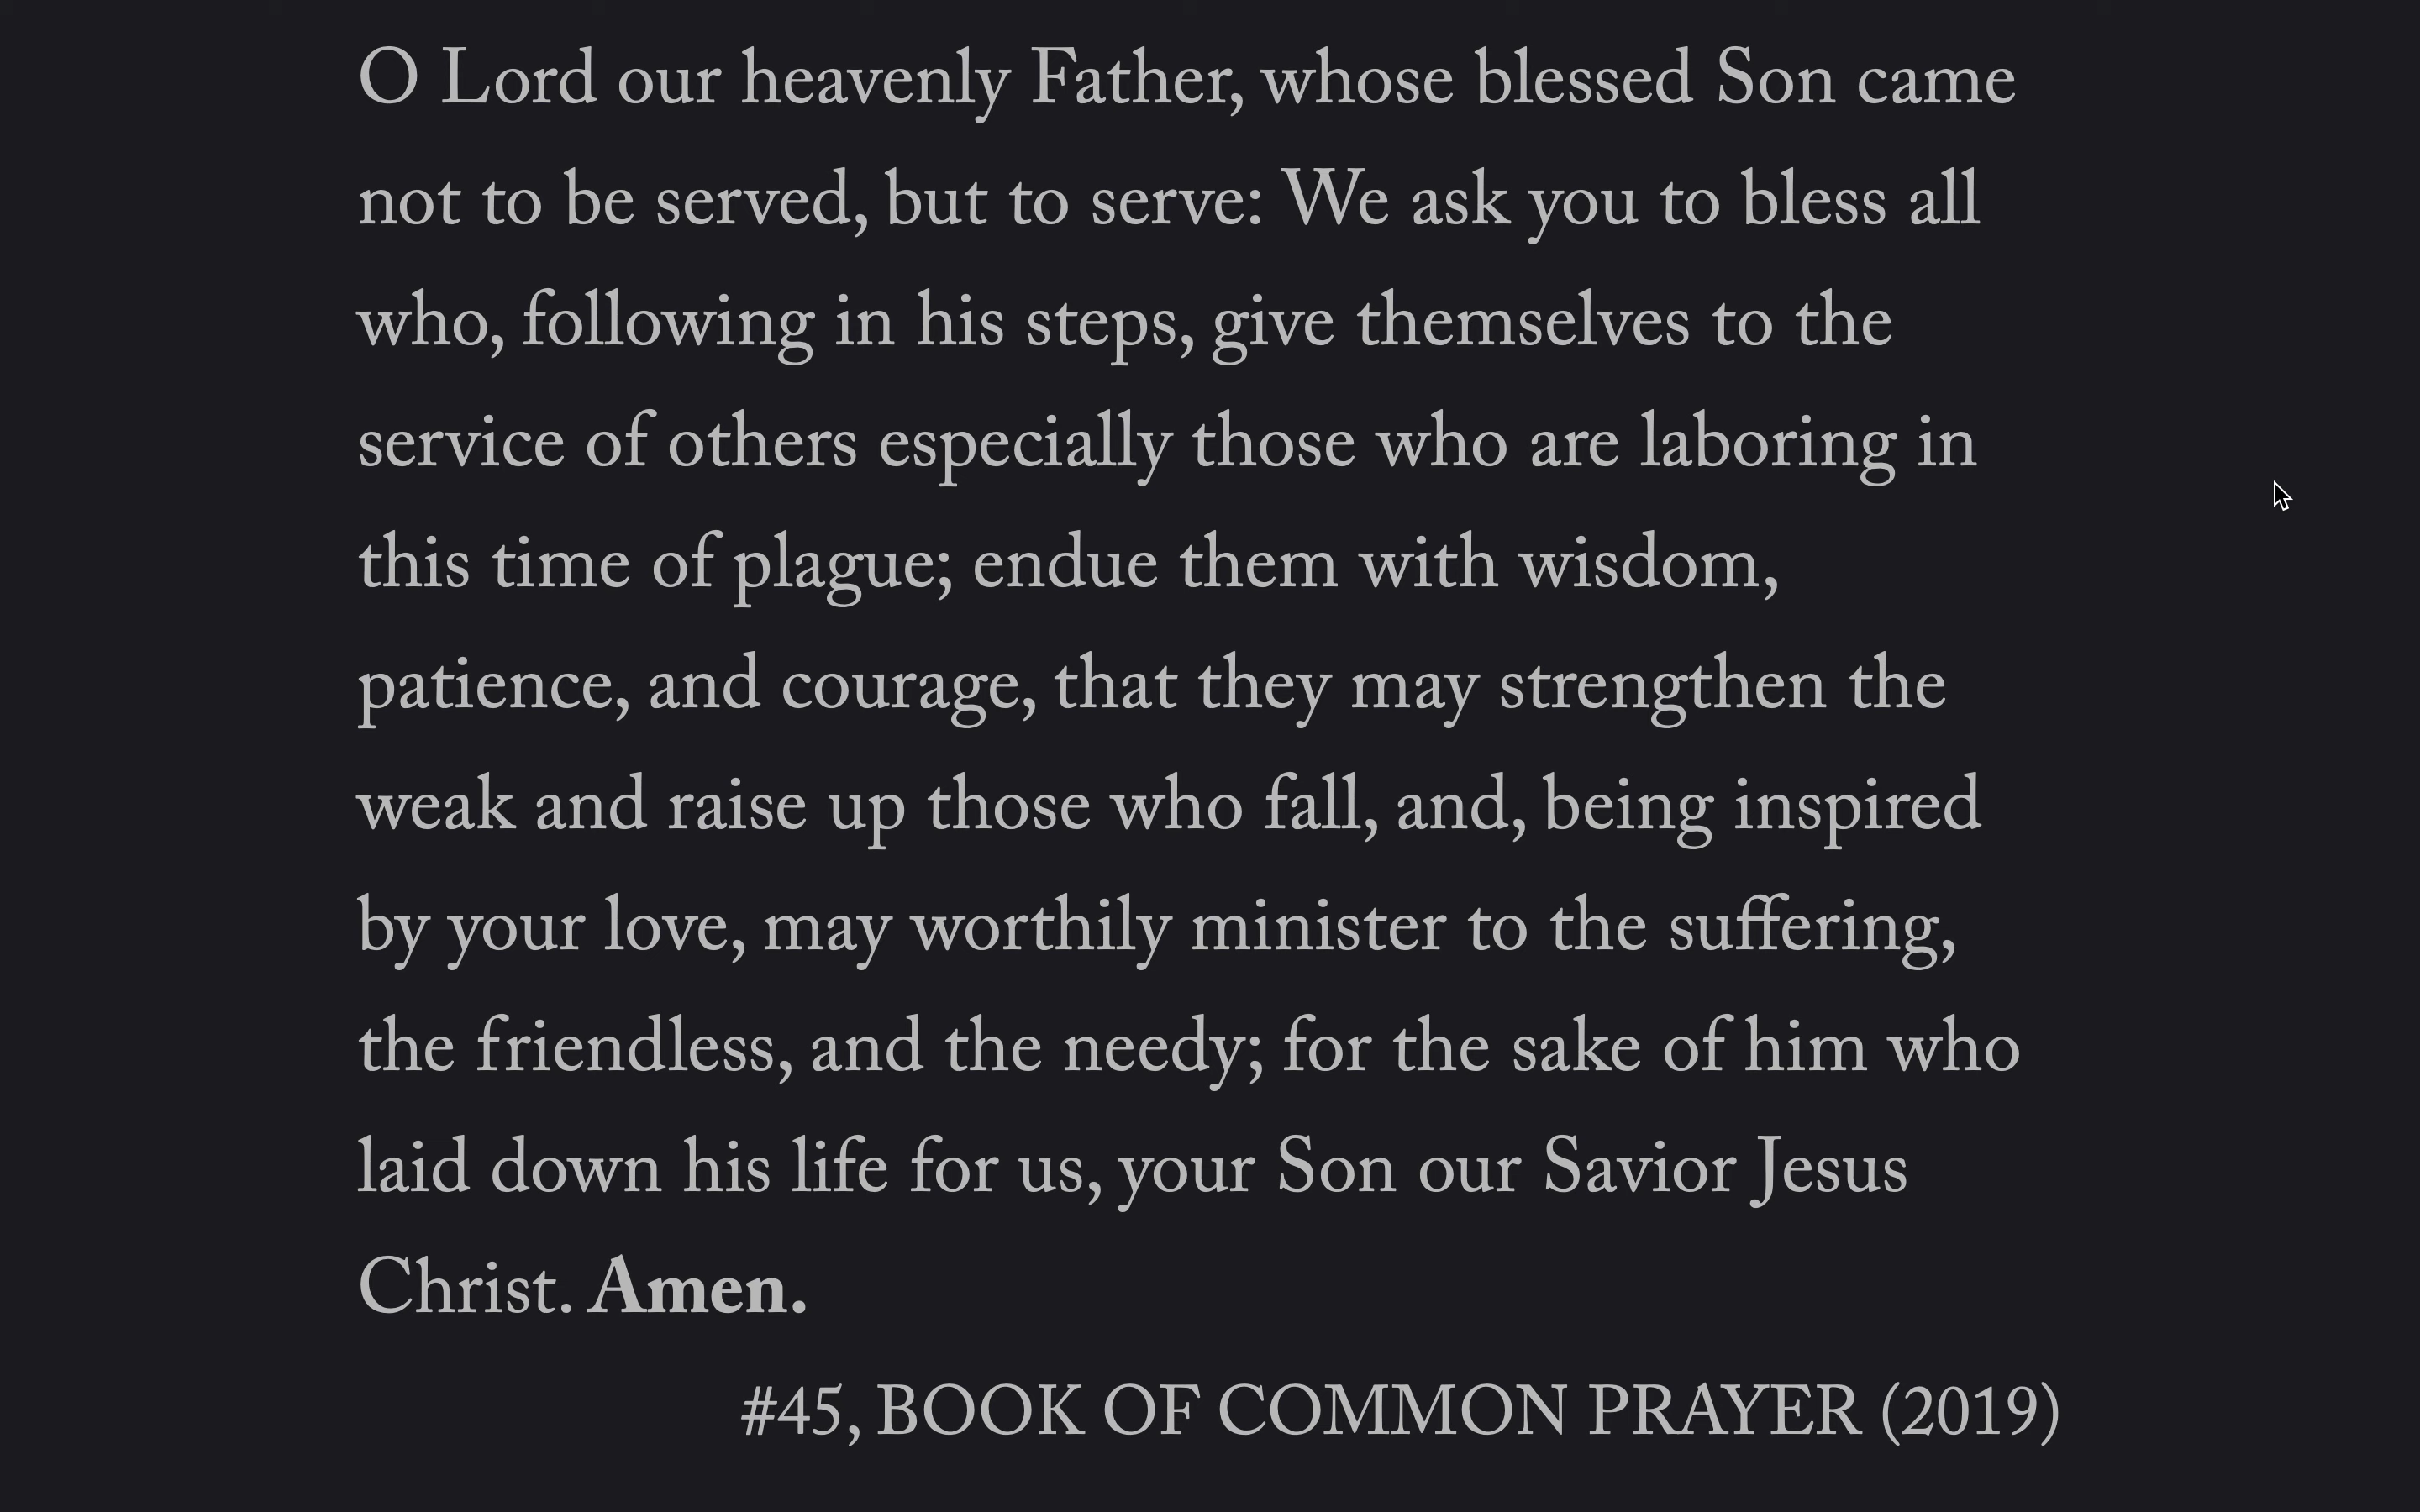 O Lord our heavenly Father, whose blessed Son came
not to be served, but to serve: We ask you to bless all
who, following in his steps, give themselves to the
service of others especially those who are laboring in
this time of plague; endue them with wisdom,
patience, and courage, that they may strengthen the
weak and raise up those who fall, and, being inspired
by your love, may worthily minister to the suffering,
the friendless, and the needy; for the sake of him who
laid down his life for us, your Son our Savior Jesus
Christ. Amen.
#45, BOOK OF COMMON PRAYER (2019)